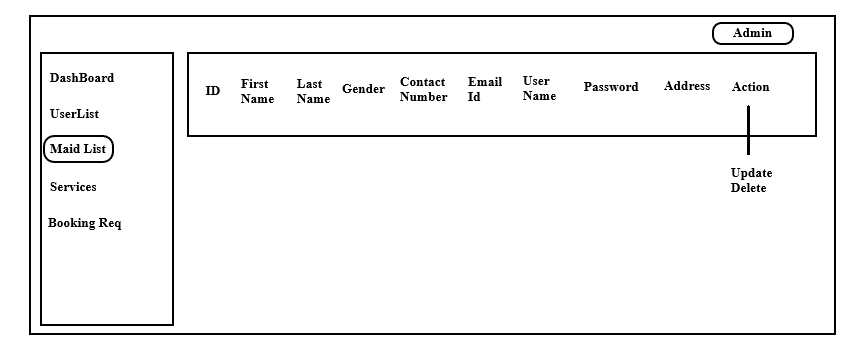 Admin
DashBoard
UserList
Maid List
Services
Booking Req
ID
First
Name
Last
Name
Gender
Contact
Number
Email
Id
User
Name
Password
Address
Action
Update
Delete